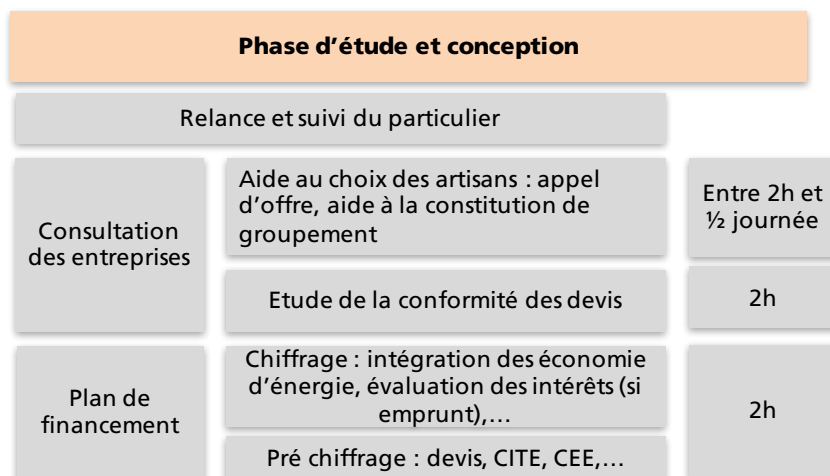 Phase d'étude et conception
Relance et suivi du particulier
Consultation
des entreprises
Aide au choix des artisans : appel
d'offre, aide à la constitution de
groupement
Entre 2h et
½ journée
Etude de la conformité des devis
2h
Plan de
financement
Chiffrage : intégration des économie
d'énergie, évaluation des intérêts (si
emprunt),…
2h
Pré chiffrage : devis, CITE, CEE,…